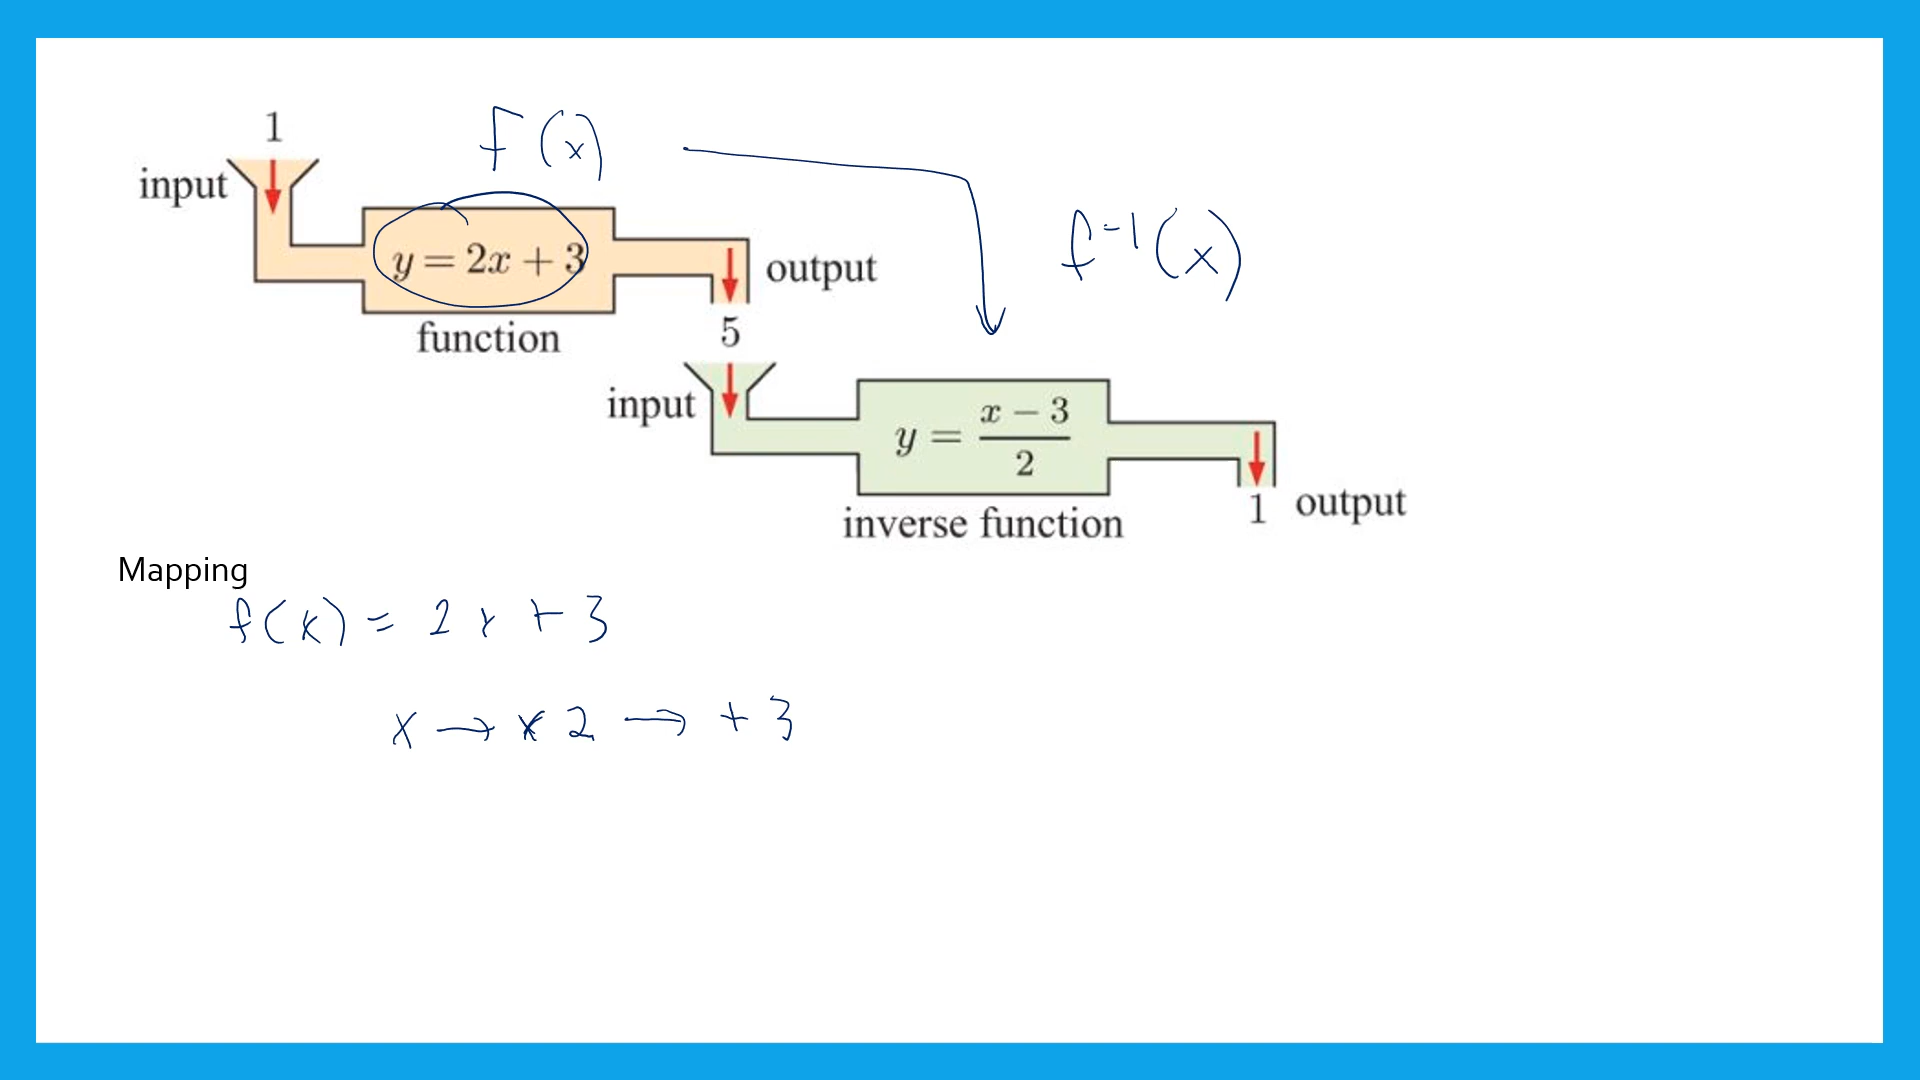 1
f(x)
input
y = 2x + 3
output
function
5
f⁻¹(x)
input
y = (x − 3)/2
1
output
inverse function
Mapping
f(x) = 2x + 3
x → × 2 → + 3